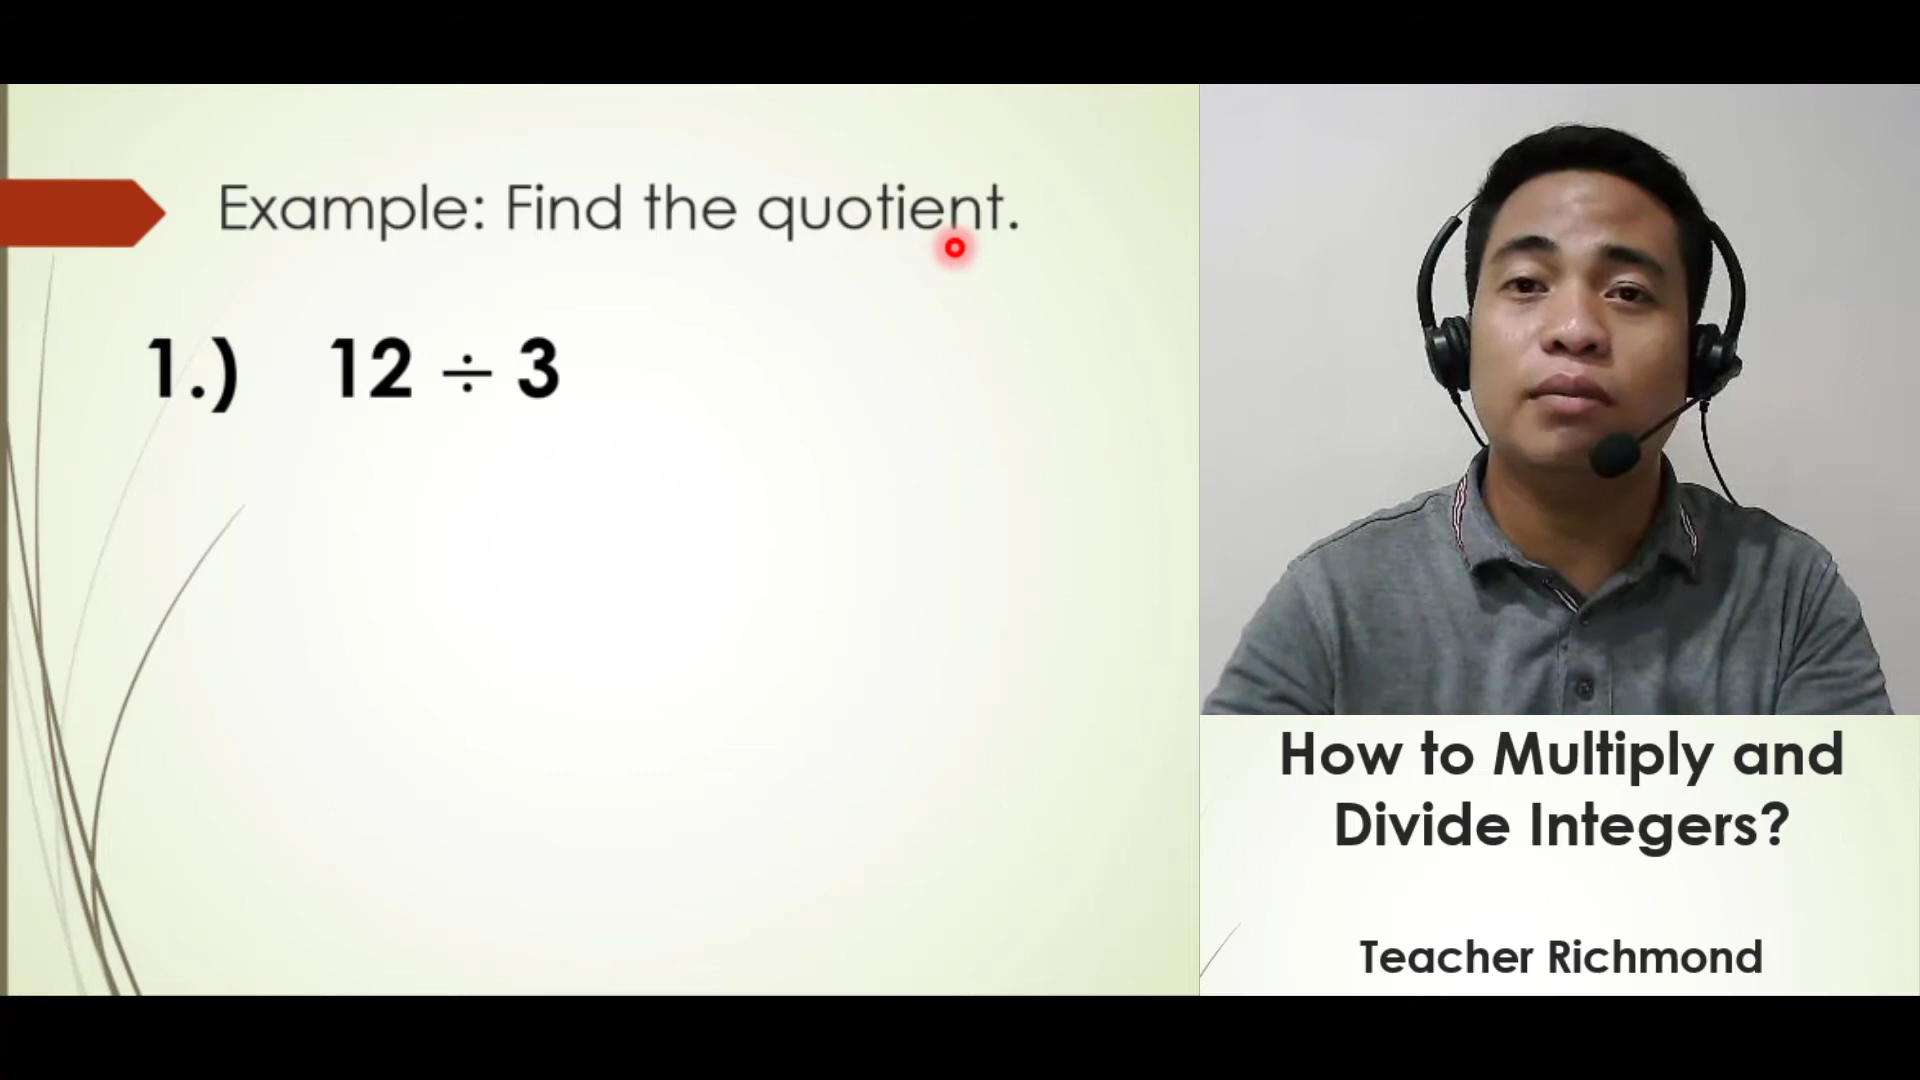 Example: Find the quotient.
1.) 12 ÷ 3
How to Multiply and
Divide Integers?
Teacher Richmond